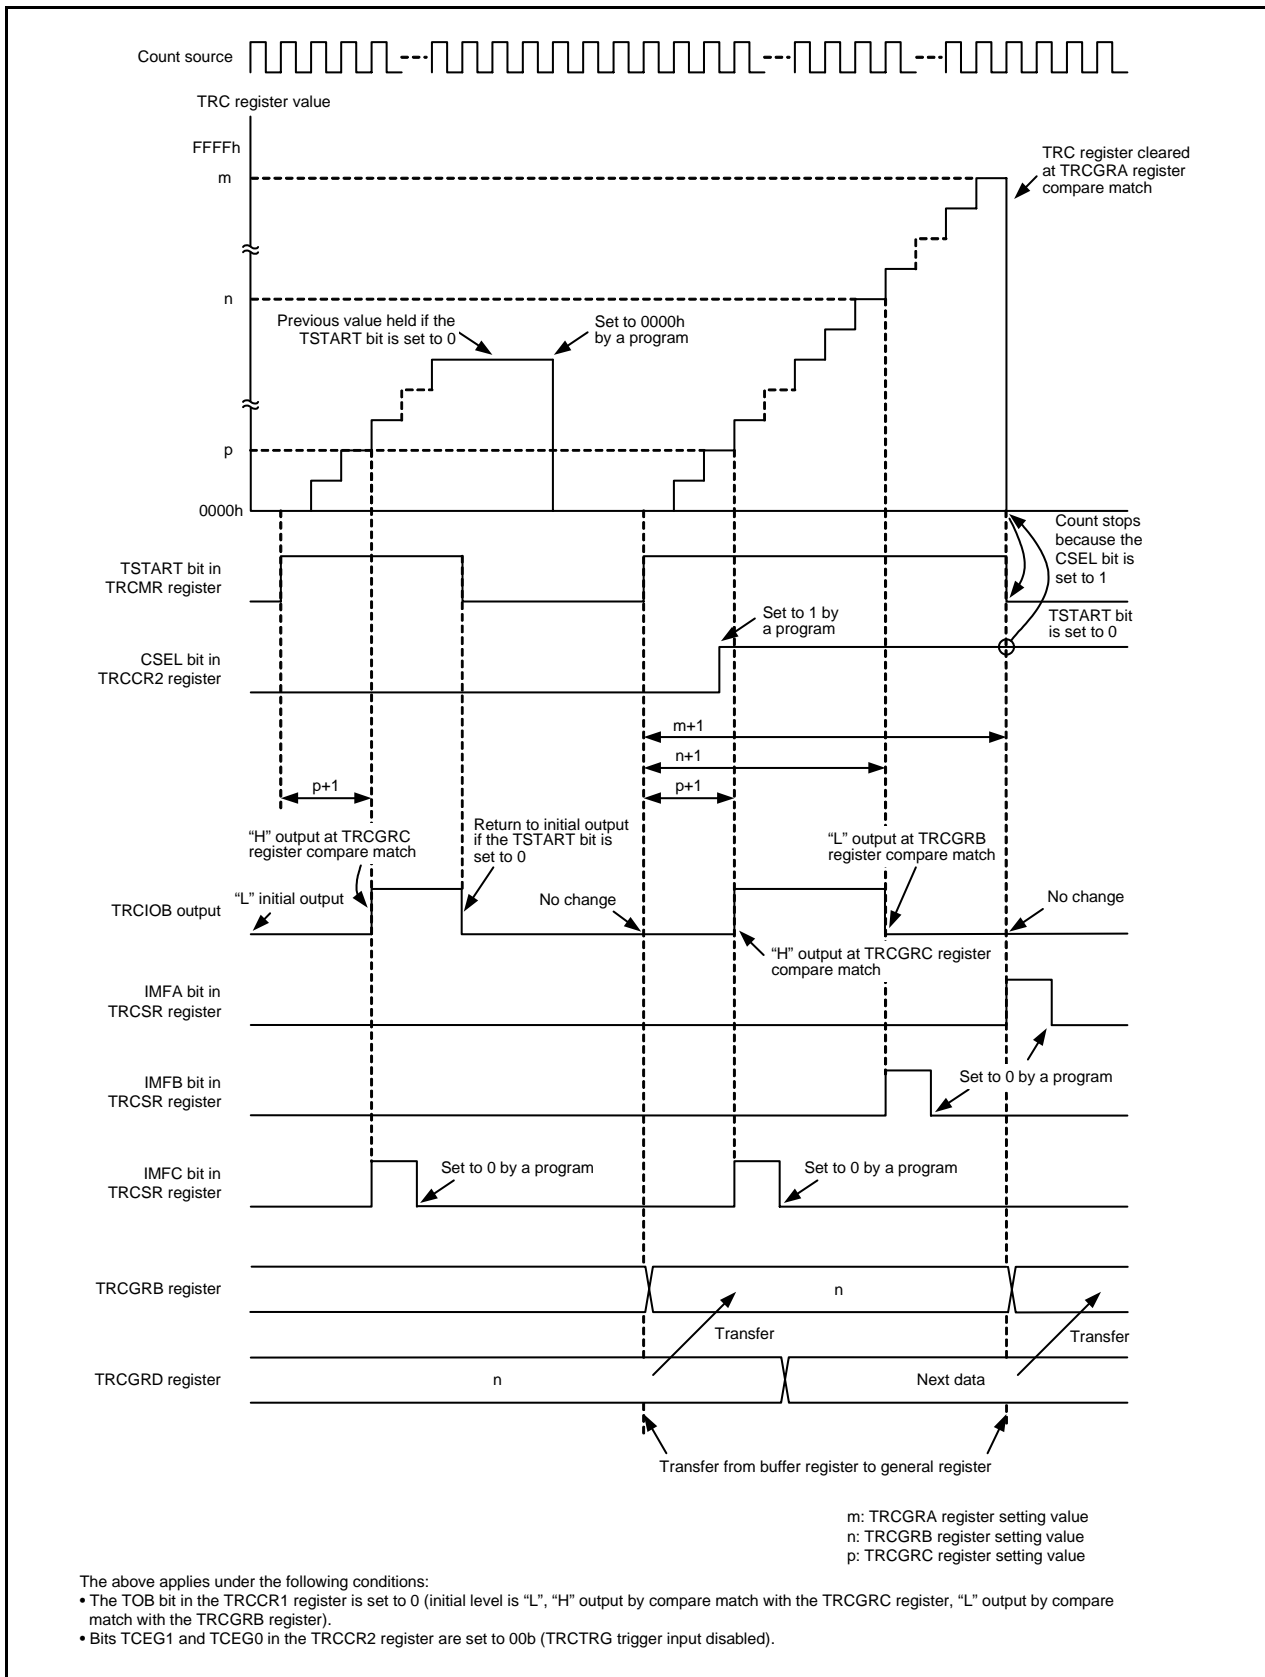 Count source
TRC register value
FFFFh
m
TRC register cleared
at TRCGRA register
compare match
n
Previous value held if the
TSTART bit is set to 0
Set to 0000h
by a program
p
0000h
Count stops
because the
CSEL bit is
set to 1
TSTART bit in
TRCMR register
Set to 1 by
a program
TSTART bit
is set to 0
CSEL bit in
TRCCR2 register
m+1
n+1
p+1
p+1
“H” output at TRCGRC
register compare match
Return to initial output
if the TSTART bit is
set to 0
“L” output at TRCGRB
register compare match
“L” initial output
No change
No change
TRCIOB output
“H” output at TRCGRC register
compare match
IMFA bit in
TRCSR register
Set to 0 by a program
IMFB bit in
TRCSR register
IMFC bit in
TRCSR register
Set to 0 by a program
Set to 0 by a program
TRCGRB register
n
Transfer
Transfer
TRCGRD register
n
Next data
Transfer from buffer register to general register
m: TRCGRA register setting value
n: TRCGRB register setting value
p: TRCGRC register setting value
The above applies under the following conditions:
• The TOB bit in the TRCCR1 register is set to 0 (initial level is “L”, “H” output by compare match with the TRCGRC register, “L” output by compare
match with the TRCGRB register).
• Bits TCEG1 and TCEG0 in the TRCCR2 register are set to 00b (TRCTRG trigger input disabled).